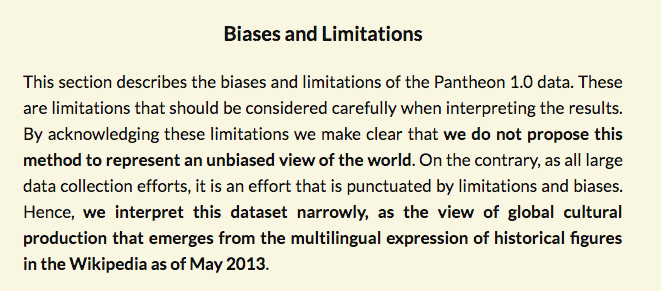 Biases and Limitations
This section describes the biases and limitations of the Pantheon 1.0 data. These
are limitations that should be considered carefully when interpreting the results.
By acknowledging these limitations we make clear that we do not propose this
method to represent an unbiased view of the world. On the contrary, as all large
data collection efforts, it is an effort that is punctuated by limitations and biases.
Hence, we interpret this dataset narrowly, as the view of global cultural
production that emerges from the multilingual expression of historical figures
in the Wikipedia as of May 2013.